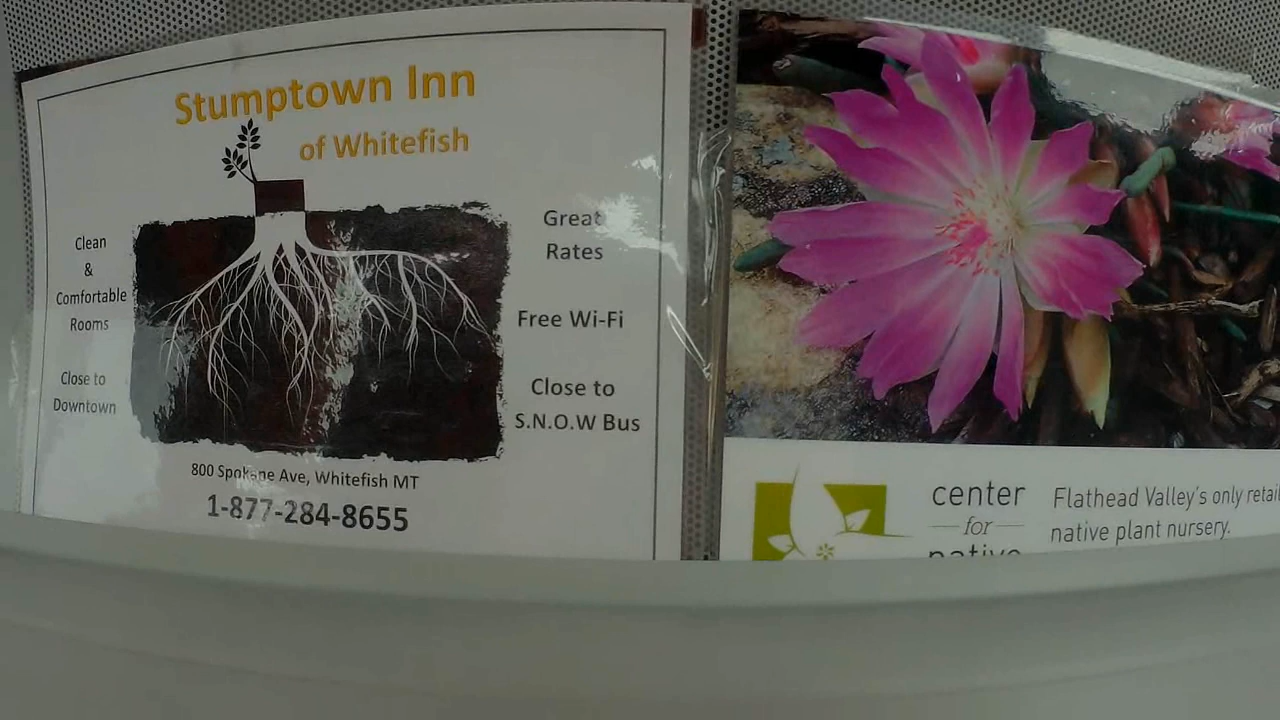 Stumptown Inn
of Whitefish
Clean
&
Comfortable
Rooms
Close to
Downtown
Great
Rates
Free Wi-Fi
Close to
S.N.O.W Bus
800 Spokane Ave, Whitefish MT
1-877-284-8655
center
for
native
Flathead Valley's only retail
native plant nursery.